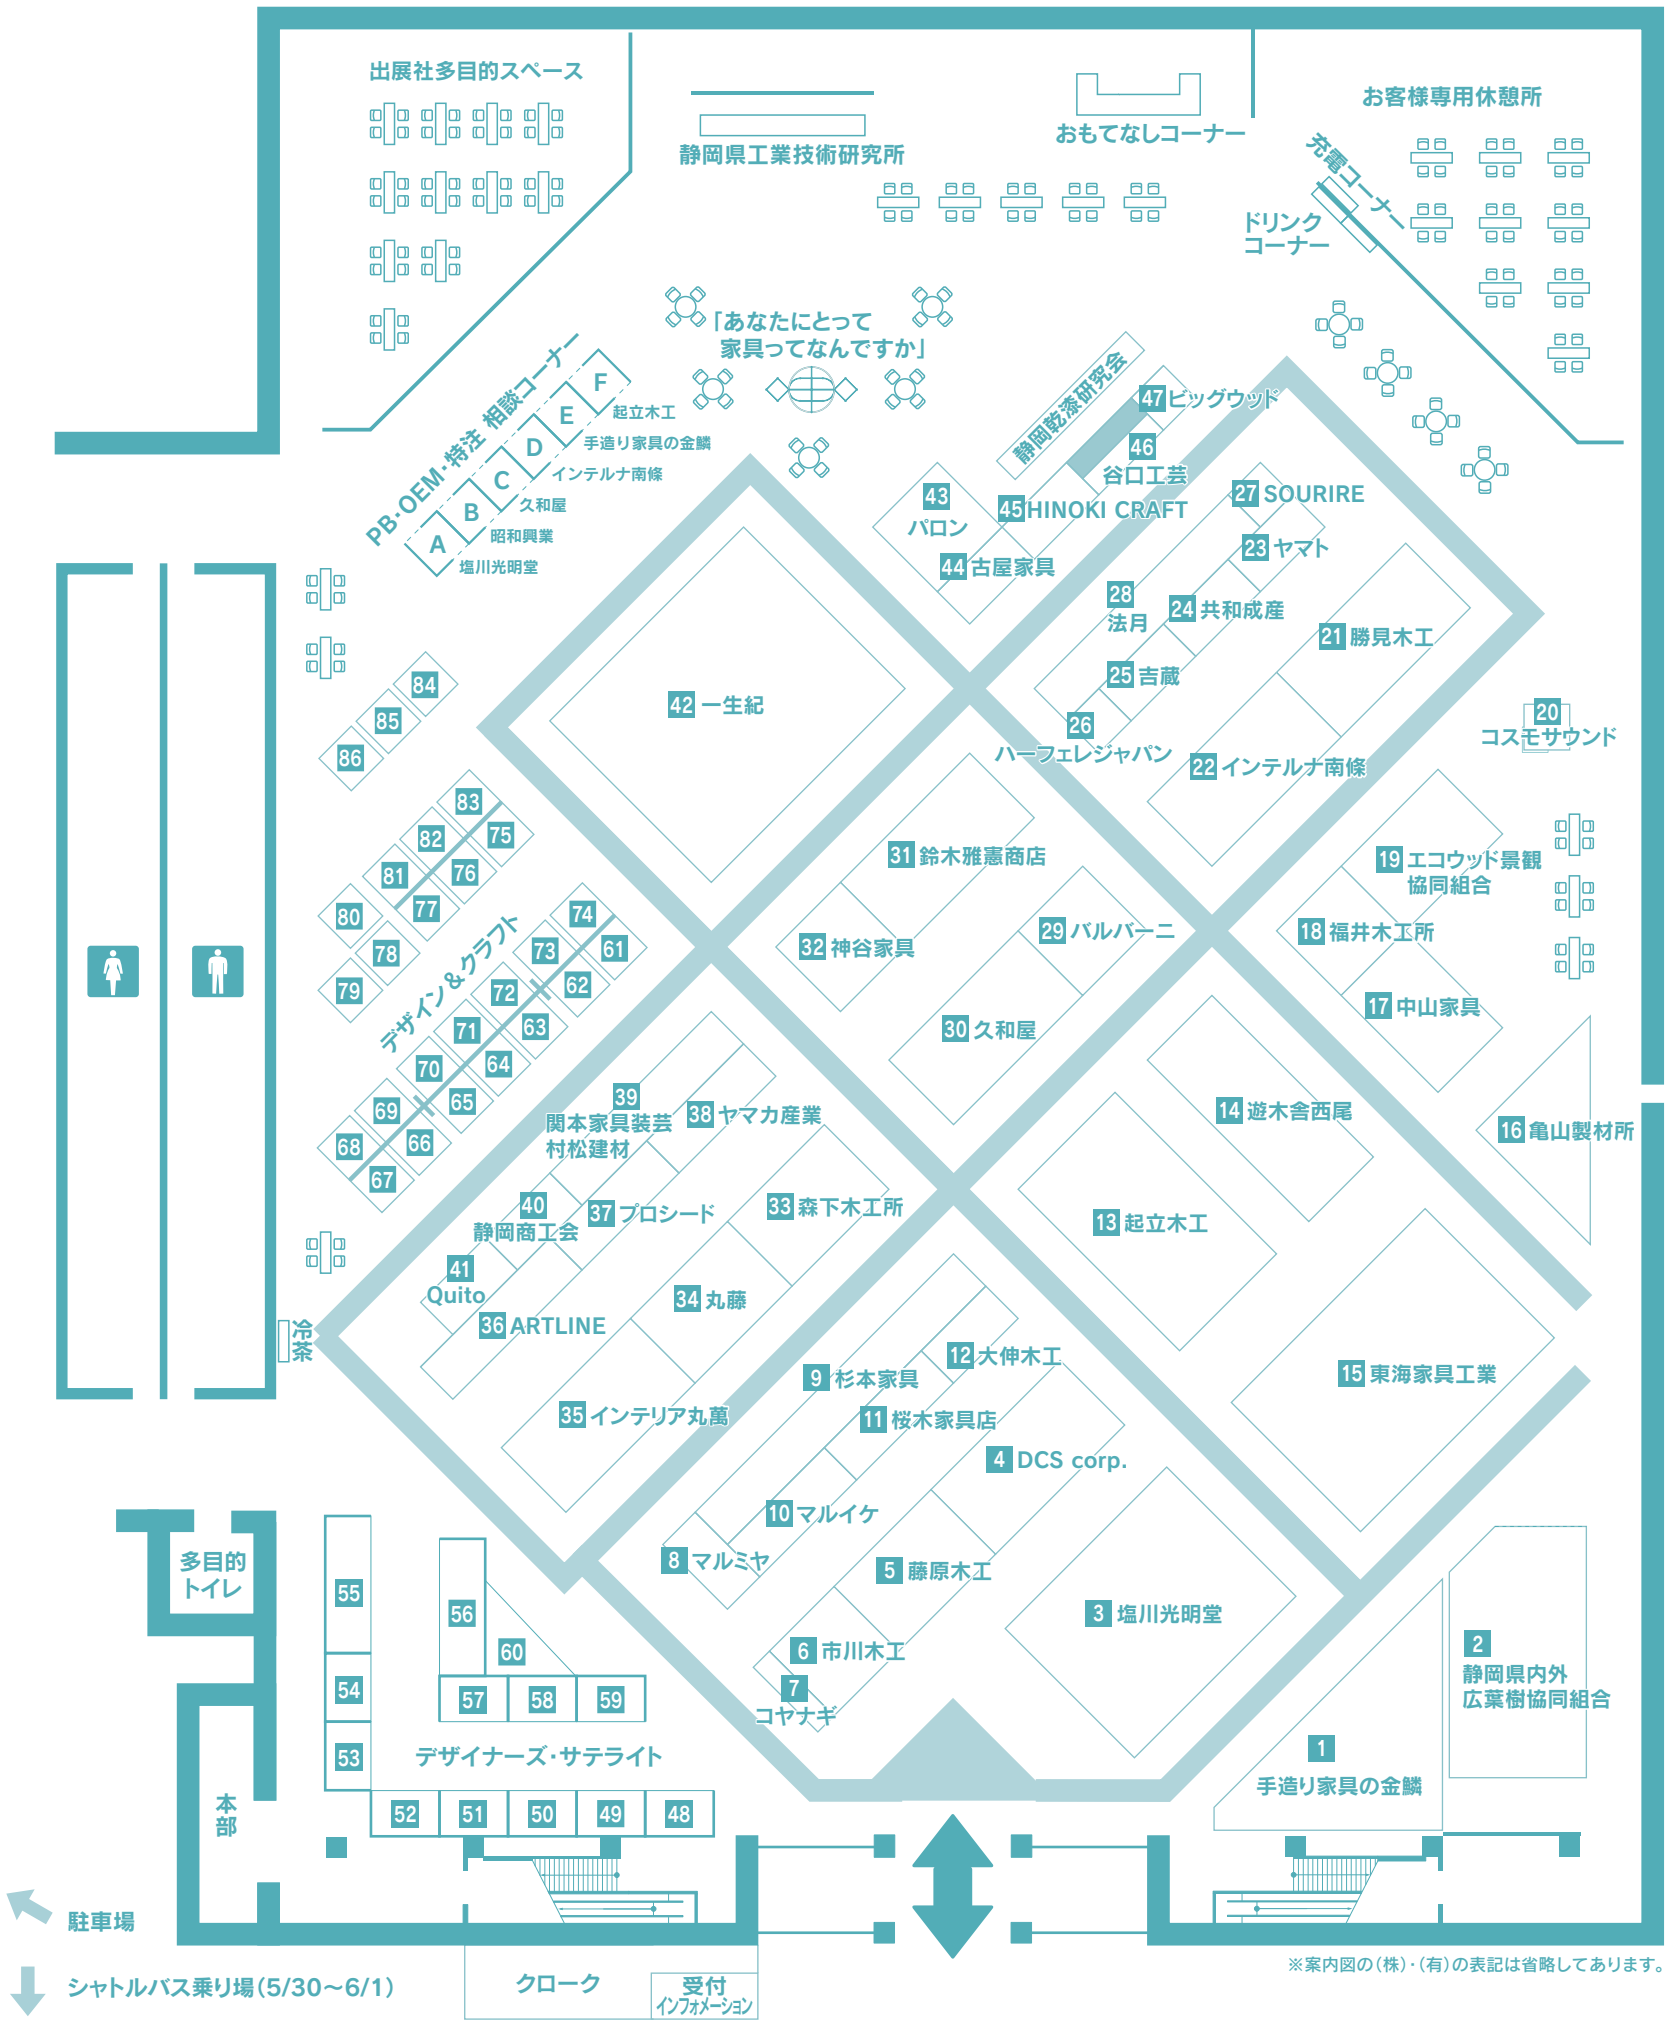 出展社多目的スペース
静岡県工業技術研究所
おもてなしコーナー
お客様専用休憩所
充電コーナー
ドリンク
コーナー
「あなたにとって
家具ってなんですか」
PB・OEM・特注 相談コーナー
F
起立木工
E
手造り家具の金鱗
D
インテルナ南條
C
久和屋
B
昭和興業
A
塩川光明堂
静岡乾漆研究会
47 ビッグウッド
46
谷口工芸
45 HINOKI CRAFT
43
パロン
44 古屋家具
27 SOURIRE
23 ヤマト
28
法月
24 共和成産
25 吉蔵
26
ハーフェレジャパン
21 勝見木工
22 インテルナ南條
20
コスモサウンド
42 一生紀
84
85
86
83
82
75
81
76
80
77
78
79
デザイン&クラフト
74
73
61
72
62
71
63
70
64
69
65
68
66
67
31 鈴木雅憲商店
32 神谷家具
29 バルバーニ
30 久和屋
19 エコウッド景観
協同組合
18 福井木工所
17 中山家具
16 亀山製材所
14 遊木舎西尾
13 起立木工
15 東海家具工業
39
関本家具装芸
村松建材
38 ヤマカ産業
40
静岡商工会
37 プロシード
41
Quito
36 ARTLINE
33 森下木工所
34 丸藤
35 インテリア丸萬
冷茶
12 大伸木工
9 杉本家具
11 桜木家具店
10 マルイケ
8 マルミヤ
4 DCS corp.
5 藤原木工
6 市川木工
7
コヤナギ
3 塩川光明堂
2
静岡県内外
広葉樹協同組合
1
手造り家具の金鱗
多目的
トイレ
55
54
53
56
60
57
58
59
デザイナーズ・サテライト
52
51
50
49
48
本部
駐車場
シャトルバス乗り場(5/30〜6/1)
クローク
受付
インフォメーション
※案内図の(株)・(有)の表記は省略してあります。